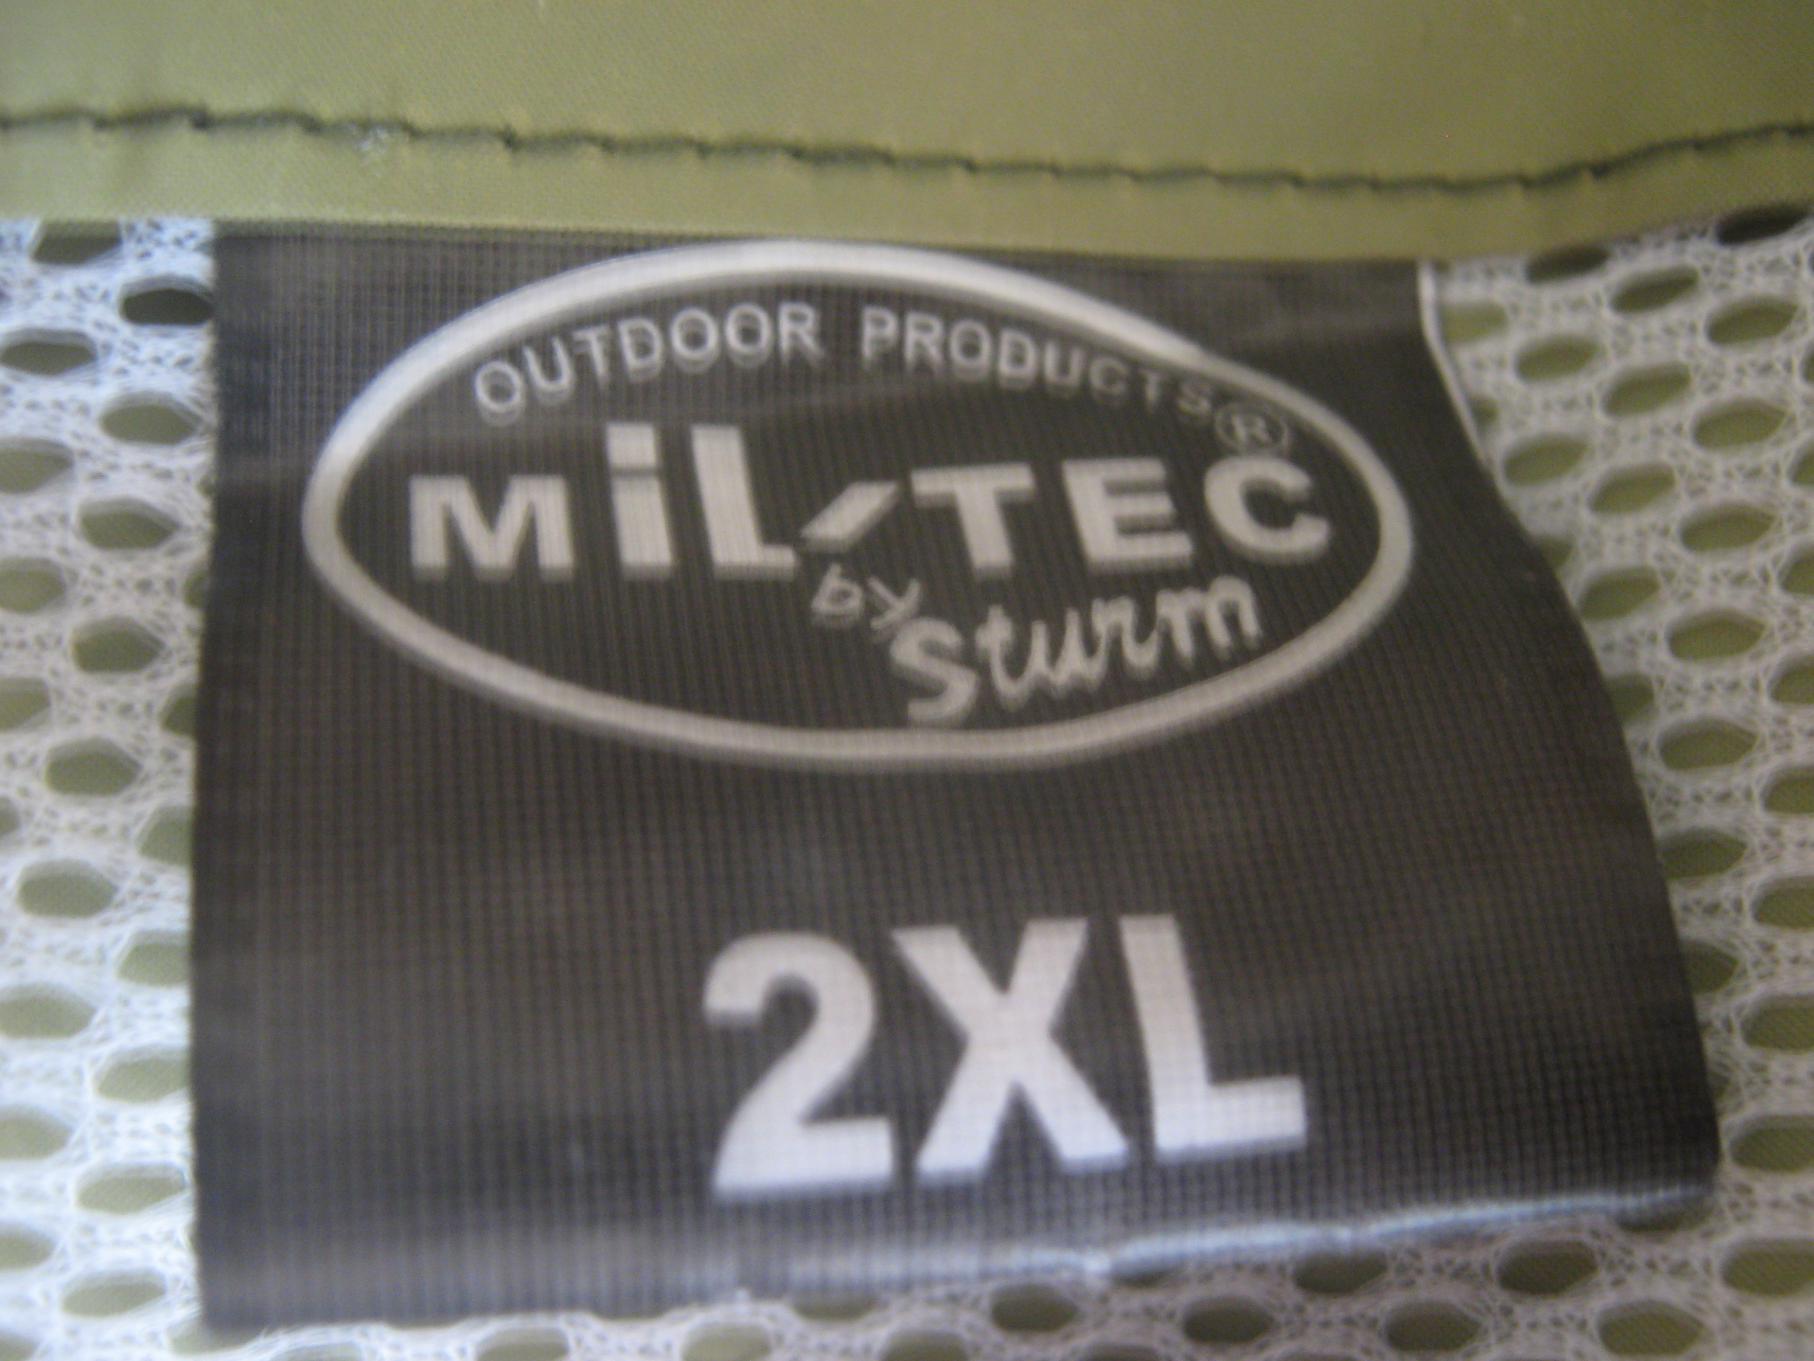 OUTDOOR PRODUCTS®
MiL-TEC
by Sturm
2XL